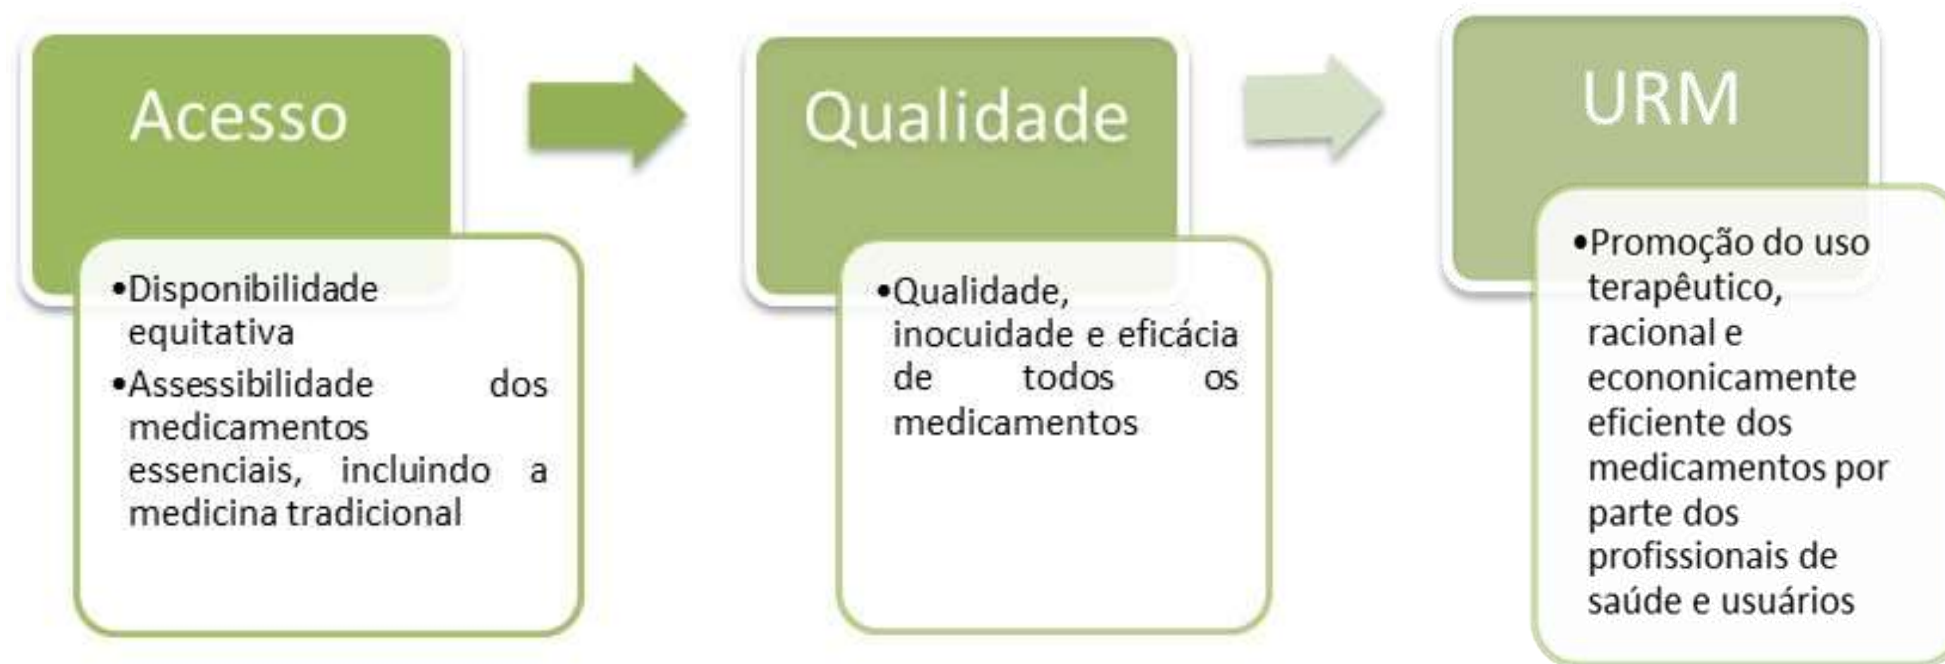 Acesso
•Disponibilidade
equitativa
•Assessibilidade dos
medicamentos
essenciais, incluindo a
medicina tradicional
Qualidade
•Qualidade,
inocuidade e eficácia
de todos os
medicamentos
URM
•Promoção do uso
terapêutico,
racional e
econonicamente
eficiente dos
medicamentos por
parte dos
profissionais de
saúde e usuários